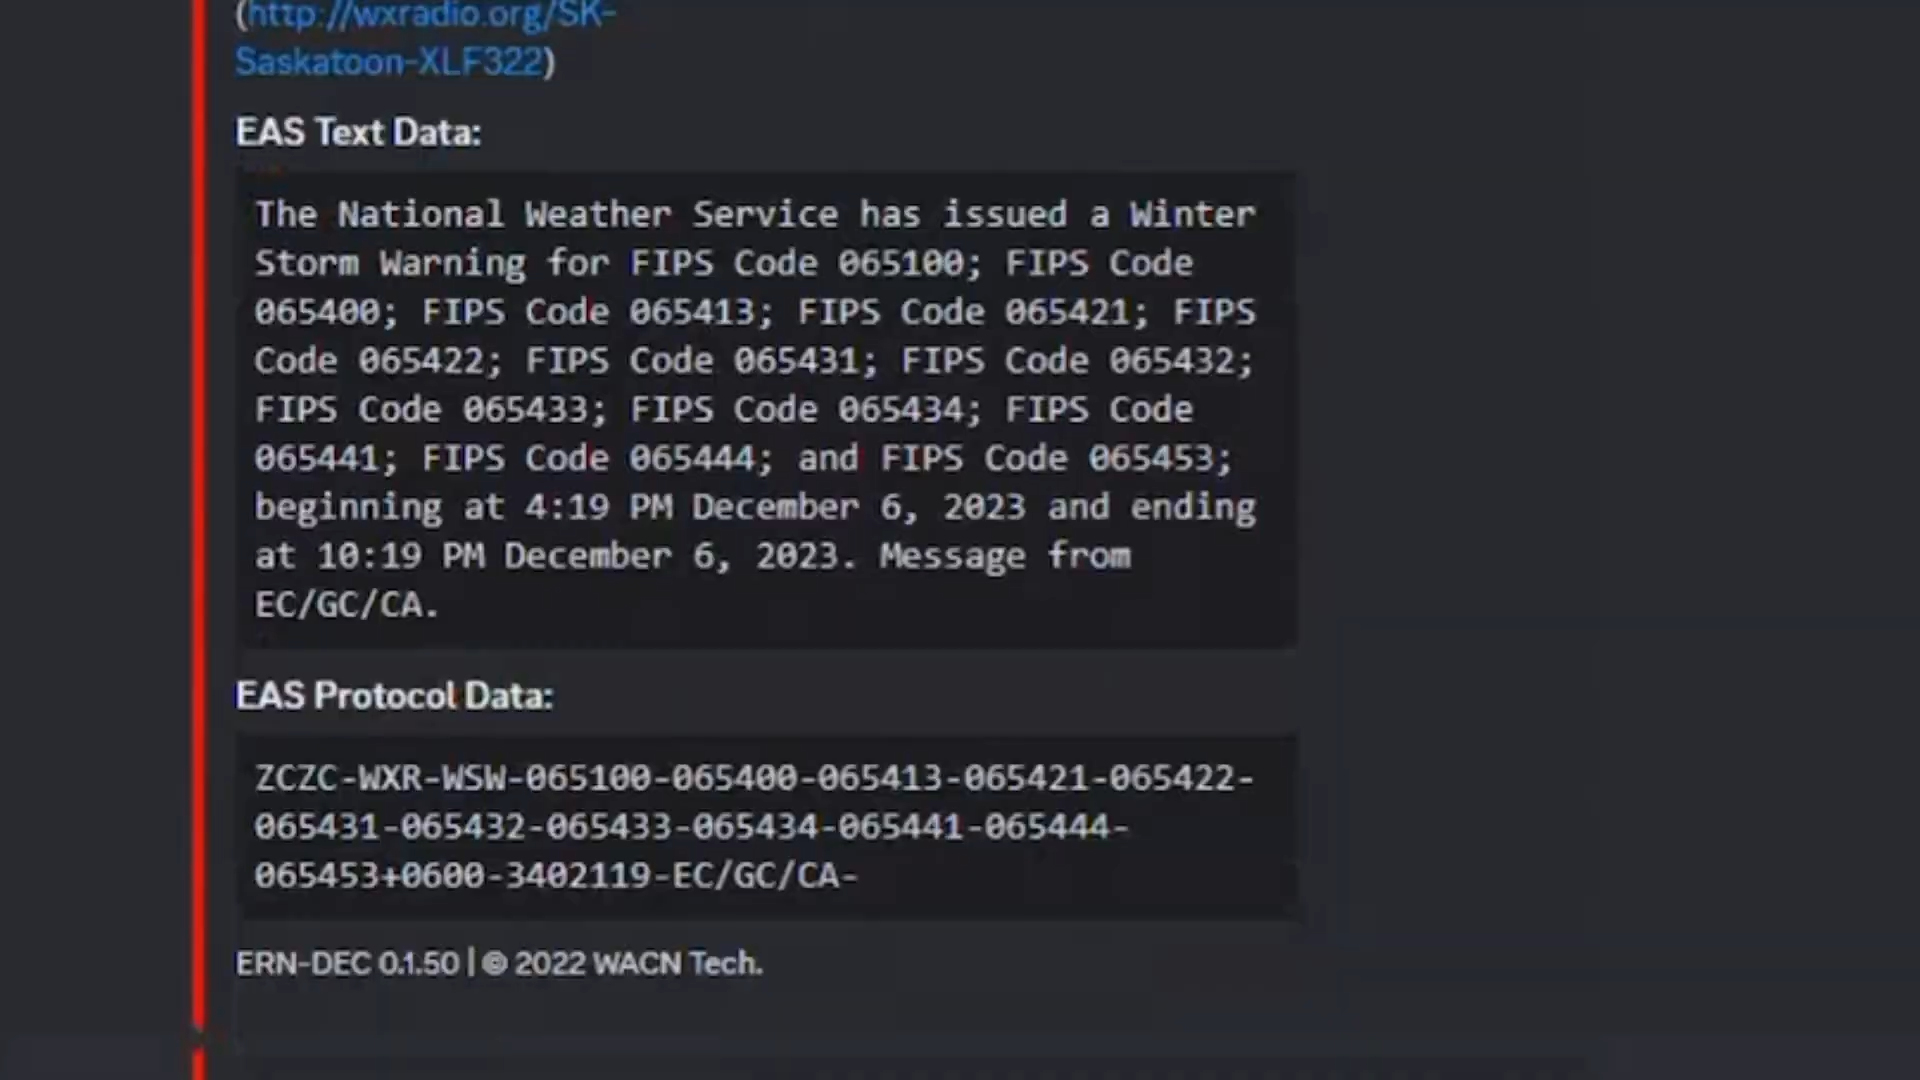 (http://wxradio.org/SK-
Saskatoon-XLF322)
EAS Text Data:
The National Weather Service has issued a Winter
Storm Warning for FIPS Code 065100; FIPS Code
065400; FIPS Code 065413; FIPS Code 065421; FIPS
Code 065422; FIPS Code 065431; FIPS Code 065432;
FIPS Code 065433; FIPS Code 065434; FIPS Code
065441; FIPS Code 065444; and FIPS Code 065453;
beginning at 4:19 PM December 6, 2023 and ending
at 10:19 PM December 6, 2023. Message from
EC/GC/CA.
EAS Protocol Data:
ZCZC-WXR-WSW-065100-065400-065413-065421-065422-
065431-065432-065433-065434-065441-065444-
065453+0600-3402119-EC/GC/CA-
ERN-DEC 0.1.50 | © 2022 WACN Tech.